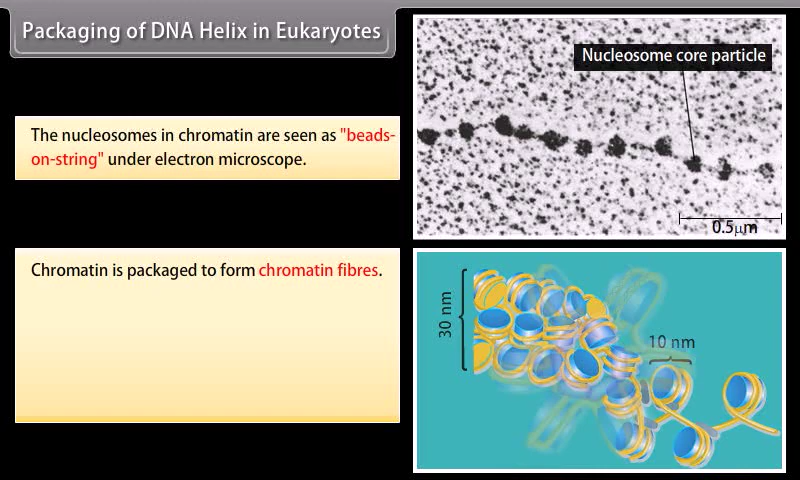 Packaging of DNA Helix in Eukaryotes
The nucleosomes in chromatin are seen as "beads-
on-string" under electron microscope.
Nucleosome core particle
0.5μm
Chromatin is packaged to form chromatin fibres.
30 nm
10 nm